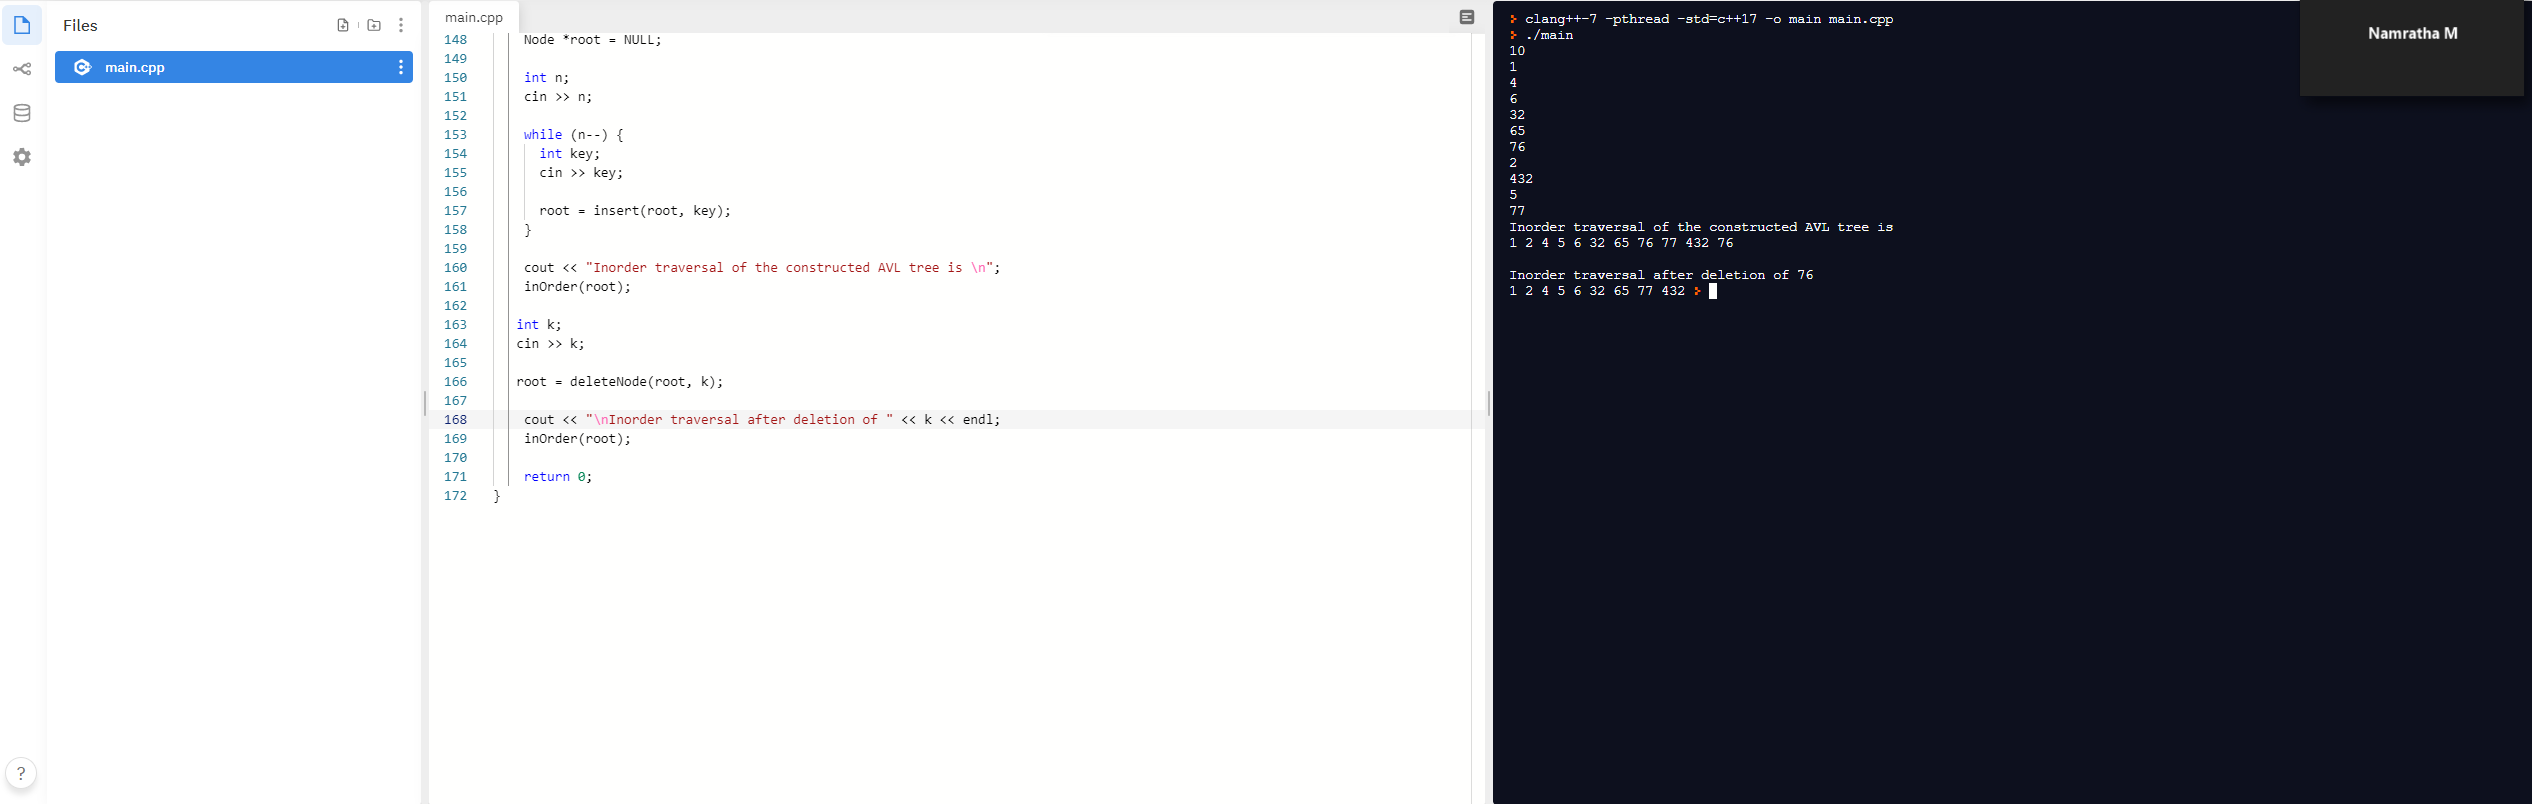 Files
main.cpp
?
main.cpp
148 Node *root = NULL;
149
150 int n;
151 cin >> n;
152
153 while (n--) {
154 int key;
155 cin >> key;
156
157 root = insert(root, key);
158 }
159
160 cout << "Inorder traversal of the constructed AVL tree is \n";
161 inOrder(root);
162
163 int k;
164 cin >> k;
165
166 root = deleteNode(root, k);
167
168 cout << "\nInorder traversal after deletion of " << k << endl;
169 inOrder(root);
170
171 return 0;
172 }
> clang++-7 -pthread -std=c++17 -o main main.cpp
> ./main
10
1
4
6
32
65
76
2
432
5
77
Inorder traversal of the constructed AVL tree is
1 2 4 5 6 32 65 76 77 432 76
Inorder traversal after deletion of 76
1 2 4 5 6 32 65 77 432 >
Namratha M